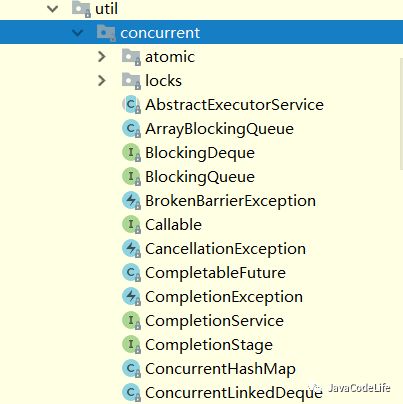 util
concurrent
atomic
locks
AbstractExecutorService
ArrayBlockingQueue
BlockingDeque
BlockingQueue
BrokenBarrierException
Callable
CancellationException
CompletableFuture
CompletionException
CompletionService
CompletionStage
ConcurrentHashMap
ConcurrentLinkedDeque
JavaCodeLife